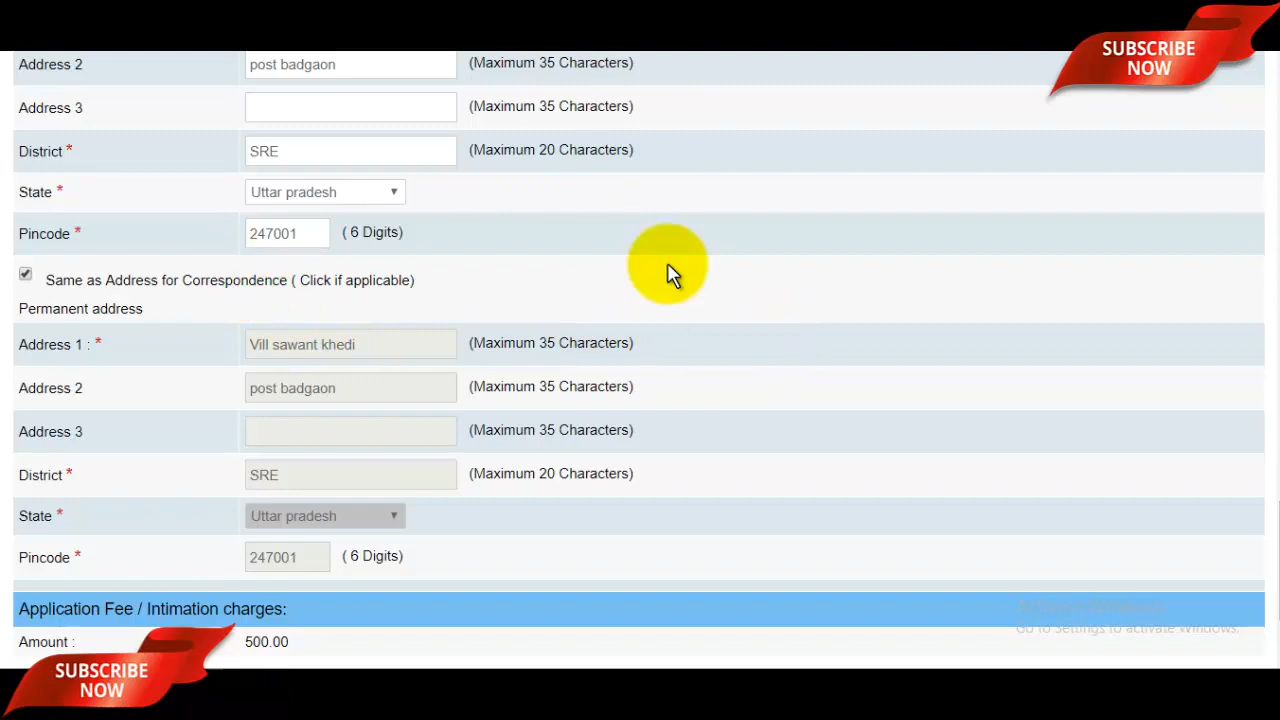 SUBSCRIBE
NOW
Address 2 post badgaon (Maximum 35 Characters)
Address 3 (Maximum 35 Characters)
District * SRE (Maximum 20 Characters)
State * Uttar pradesh
Pincode * 247001 ( 6 Digits)
Same as Address for Correspondence ( Click if applicable)
Permanent address
Address 1 : * Vill sawant khedi (Maximum 35 Characters)
Address 2 post badgaon (Maximum 35 Characters)
Address 3 (Maximum 35 Characters)
District * SRE (Maximum 20 Characters)
State * Uttar pradesh
Pincode * 247001 ( 6 Digits)
Application Fee / Intimation charges:
Go to Settings to activate Windows.
Amount : 500.00
SUBSCRIBE
NOW